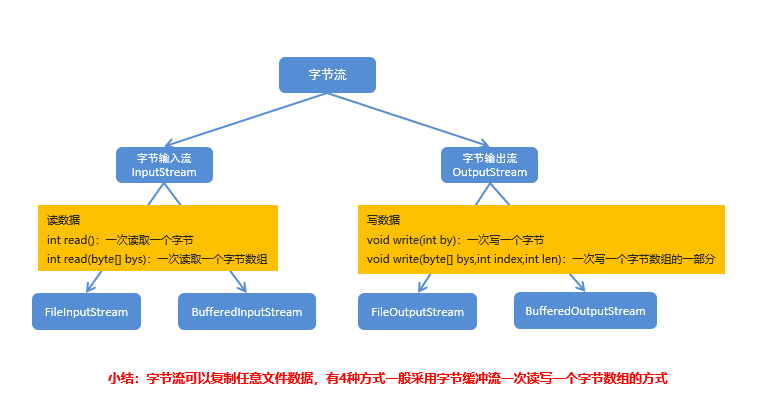 字节流
字节输入流
InputStream
字节输出流
OutputStream
读数据
int read()：一次读取一个字节
int read(byte[] bys)：一次读取一个字节数组
写数据
void write(int by)：一次写一个字节
void write(byte[] bys,int index,int len)：一次写一个字节数组的一部分
FileInputStream
BufferedInputStream
FileOutputStream
BufferedOutputStream
小结：字节流可以复制任意文件数据，有4种方式一般采用字节缓冲流一次读写一个字节数组的方式